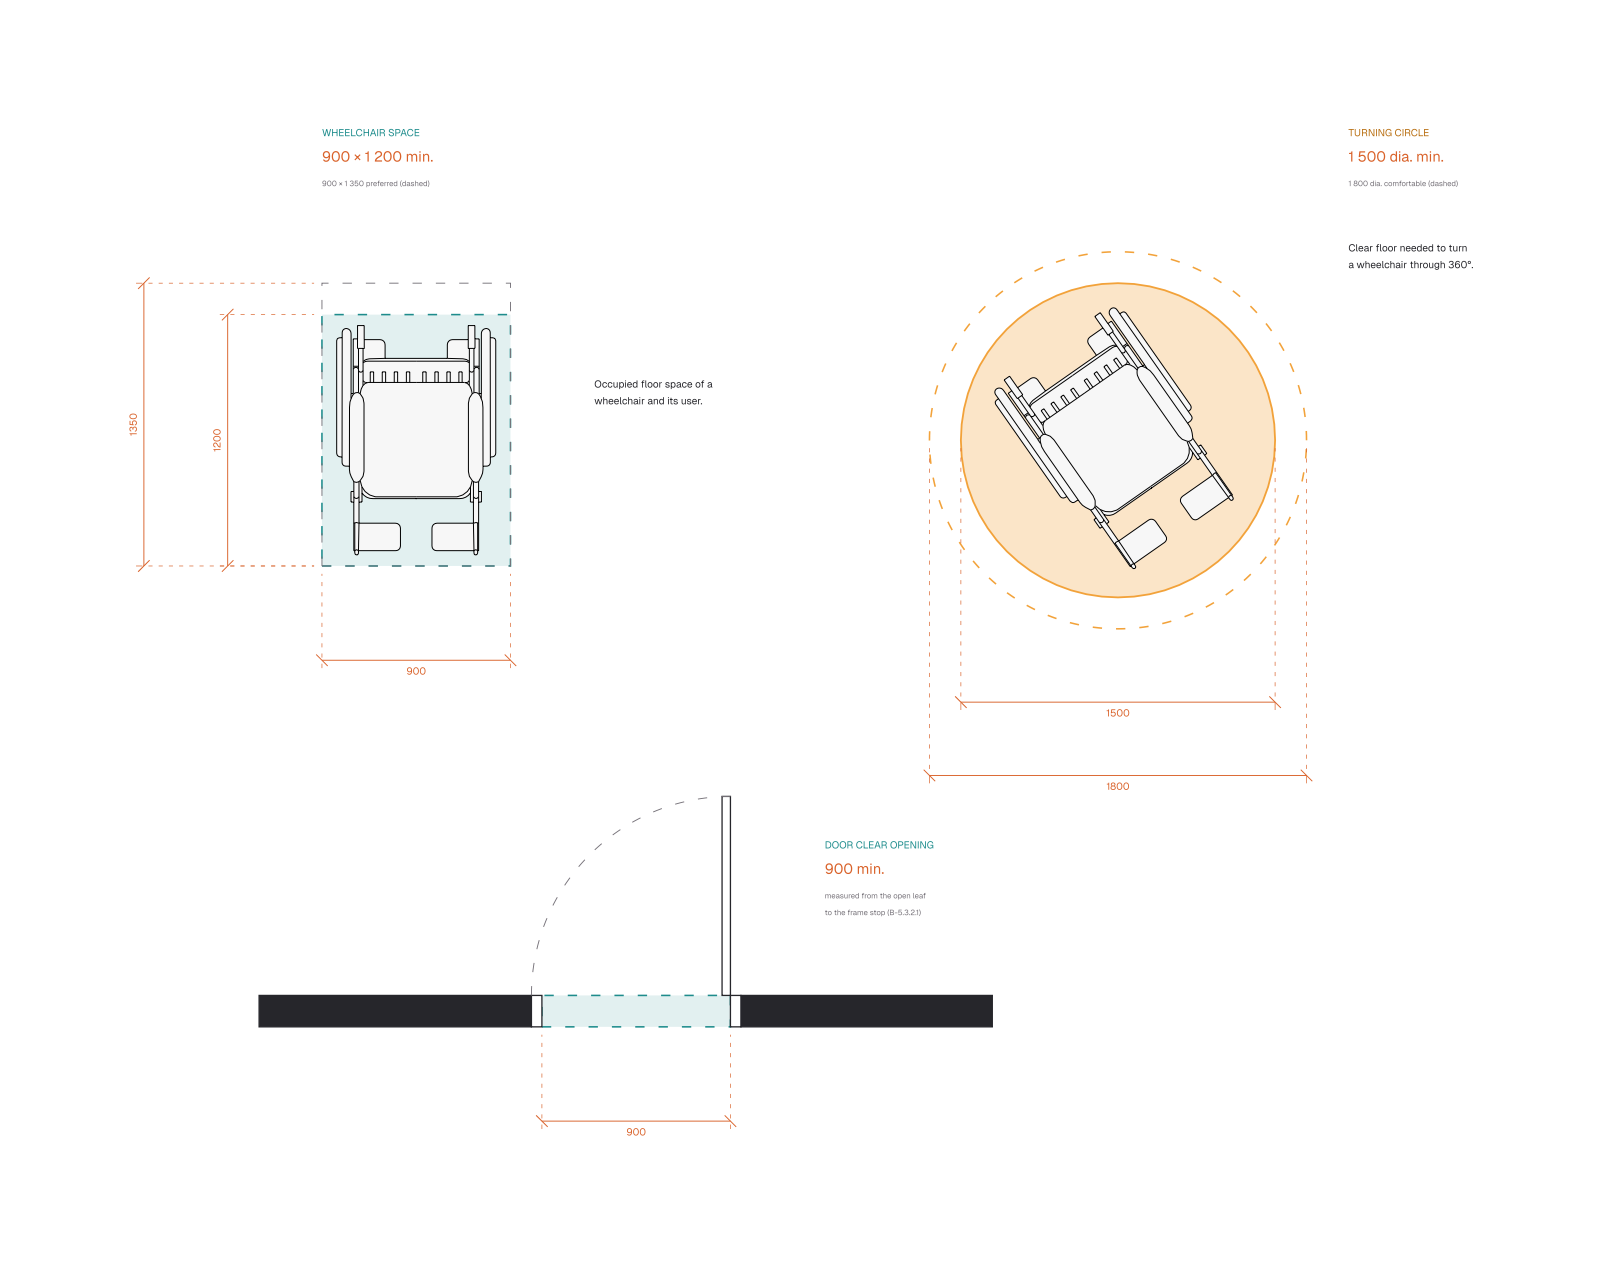 WHEELCHAIR SPACE
900 × 1 200 min.
900 × 1 350 preferred (dashed)
TURNING CIRCLE
1 500 dia. min.
1 800 dia. comfortable (dashed)
Clear floor needed to turn
a wheelchair through 360°.
1350
1200
Occupied floor space of a
wheelchair and its user.
900
1500
1800
DOOR CLEAR OPENING
900 min.
measured from the open leaf
to the frame stop (B-5.3.2.1)
900